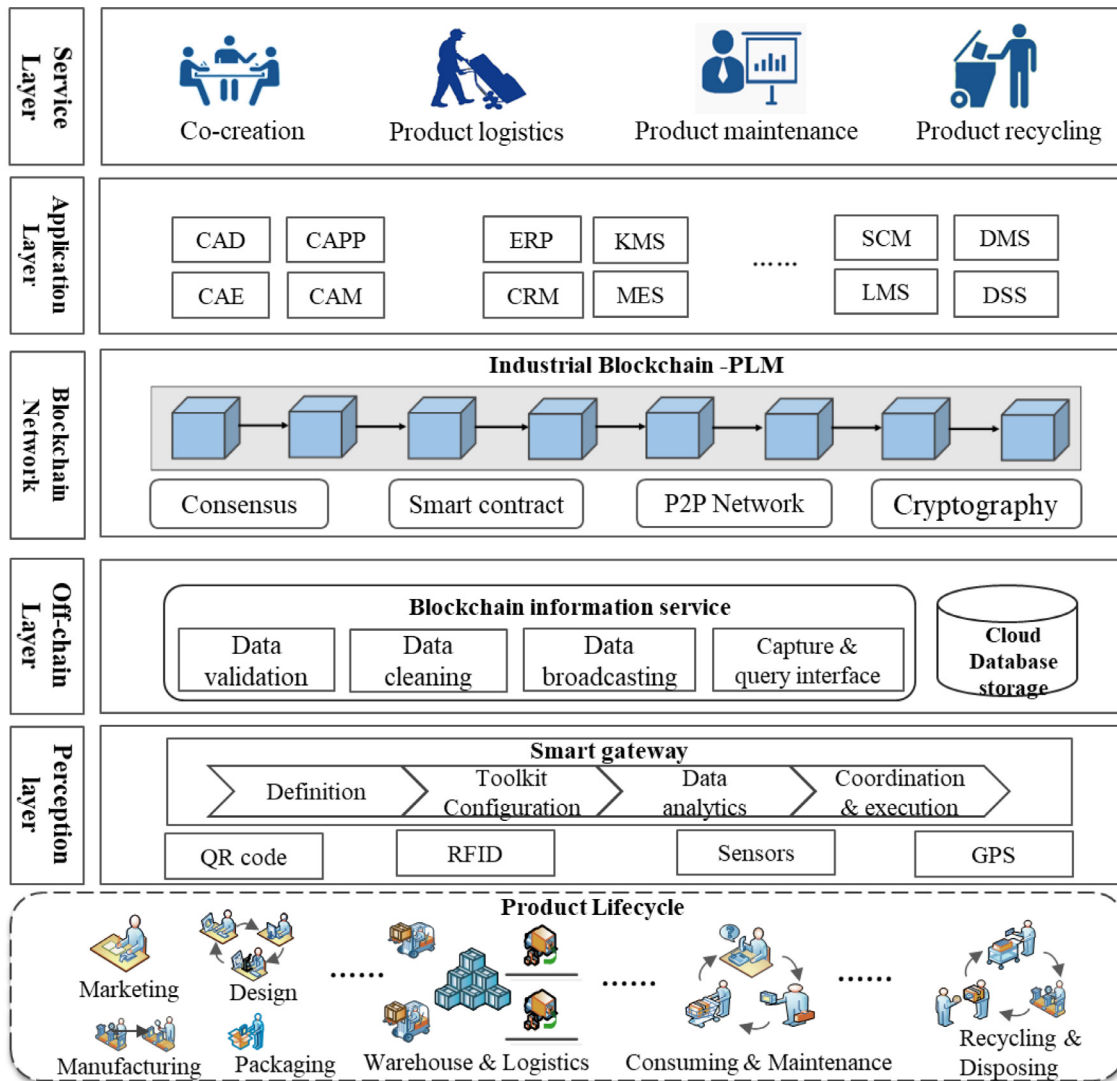 Service
Layer
Co-creation
Product logistics
Product maintenance
Product recycling
Application
Layer
CAD
CAPP
ERP
KMS
SCM
DMS
CAE
CAM
CRM
MES
......
LMS
DSS
Blockchain
Network
Industrial Blockchain -PLM
Consensus
Smart contract
P2P Network
Cryptography
Off-chain
Layer
Blockchain information service
Data
validation
Data
cleaning
Data
broadcasting
Capture &
query interface
Cloud
Database
storage
Perception
layer
Smart gateway
Definition
Toolkit
Configuration
Data
analytics
Coordination
& execution
QR code
RFID
Sensors
GPS
Product Lifecycle
Marketing
Design
......
......
......
Manufacturing
Packaging
Warehouse & Logistics
Consuming & Maintenance
Recycling &
Disposing